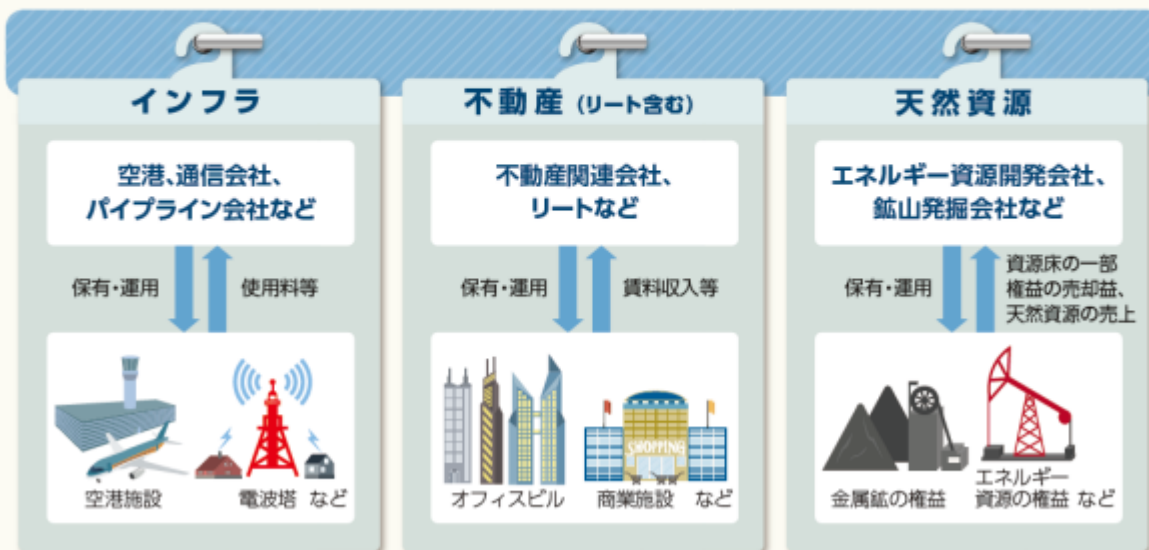 インフラ
空港、通信会社、
パイプライン会社など
保有・運用
使用料等
空港施設
電波塔 など
不動産（リート含む）
不動産関連会社、
リートなど
保有・運用
賃料収入等
SHOPPING
オフィスビル
商業施設 など
天然資源
エネルギー資源開発会社、
鉱山発掘会社など
保有・運用
資源床の一部
権益の売却益、
天然資源の売上
金属鉱の権益
エネルギー
資源の権益 など